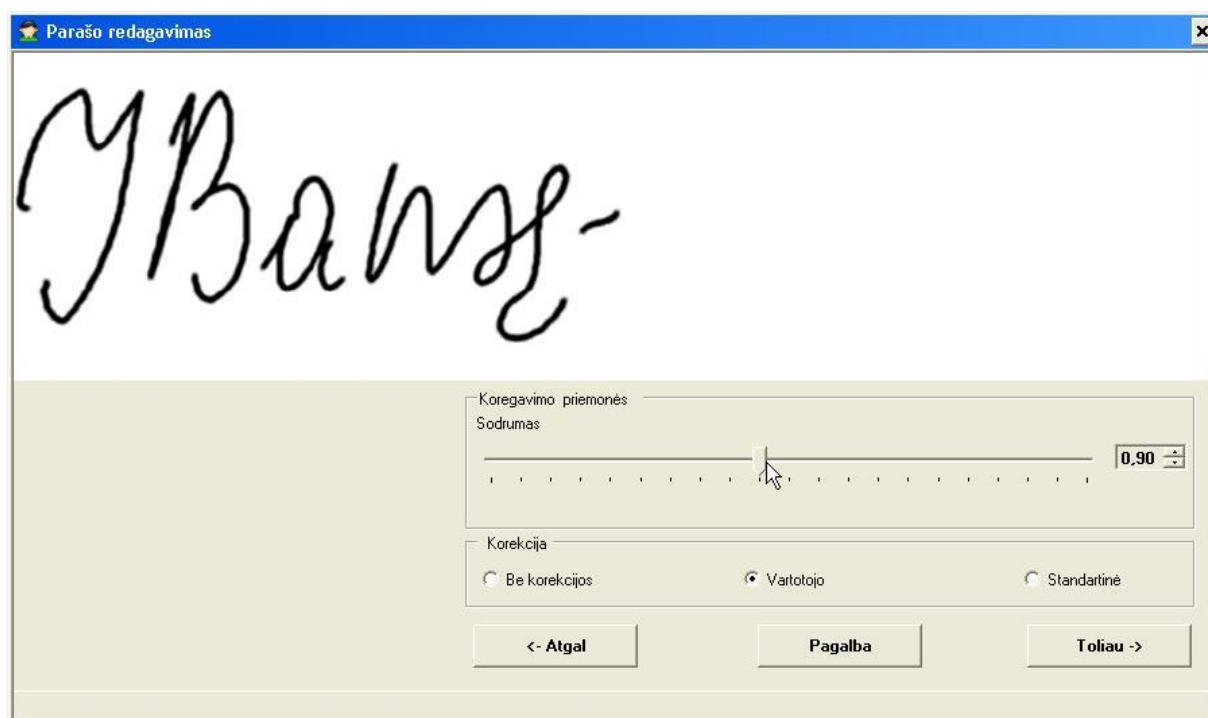 Parašo redagavimas
Koregavimo priemonės
Sodrumas
0,90
Korekcija
Be korekcijos Vartotojo Standartinė
<- Atgal Pagalba Toliau ->